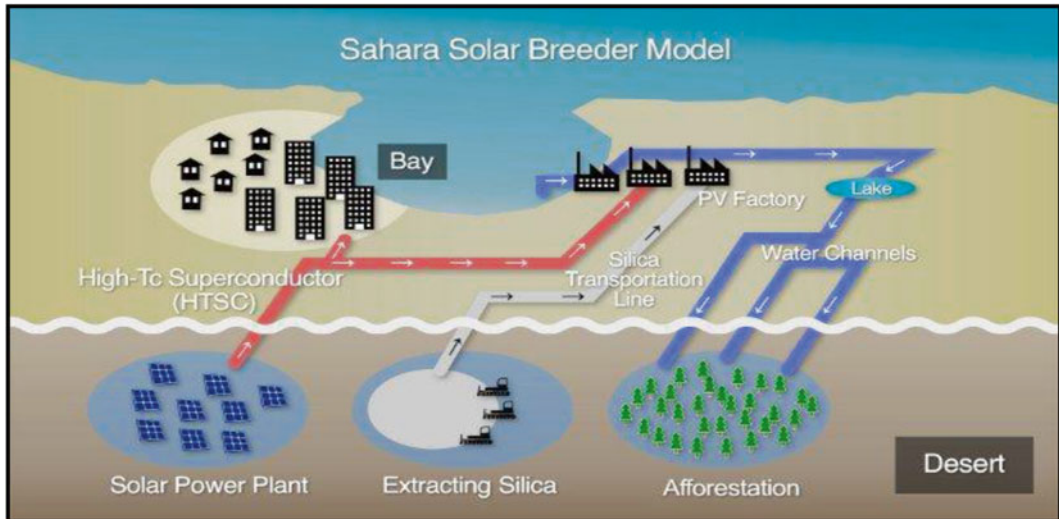 Sahara Solar Breeder Model
Bay
Lake
PV Factory
High-Tc Superconductor
(HTSC)
Silica
Transportation
Line
Water Channels
Solar Power Plant
Extracting Silica
Afforestation
Desert